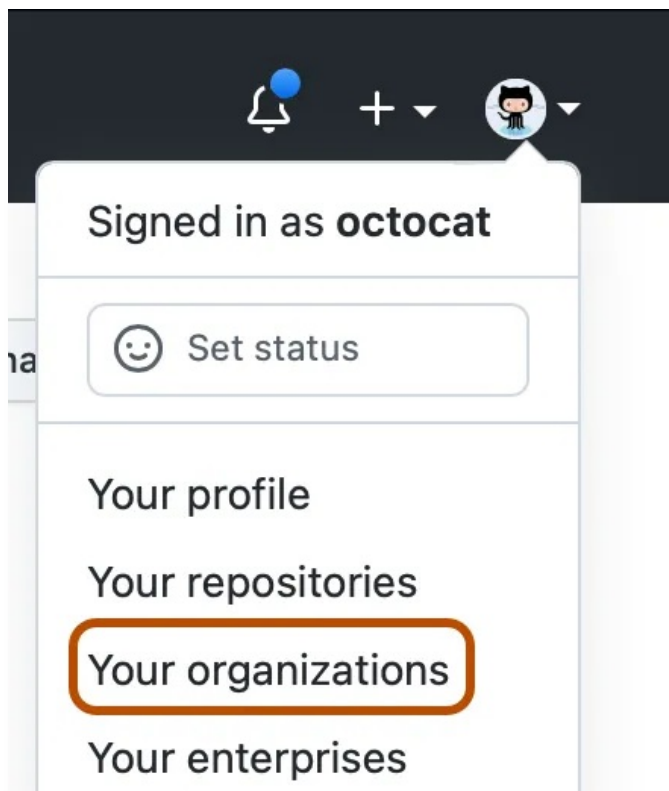 Signed in as octocat
Set status
Your profile
Your repositories
Your organizations
Your enterprises